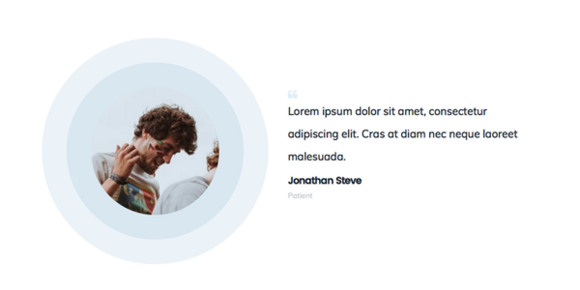 “
Lorem ipsum dolor sit amet, consectetur
adipiscing elit. Cras at diam nec neque laoreet
malesuada.
Jonathan Steve
Patient